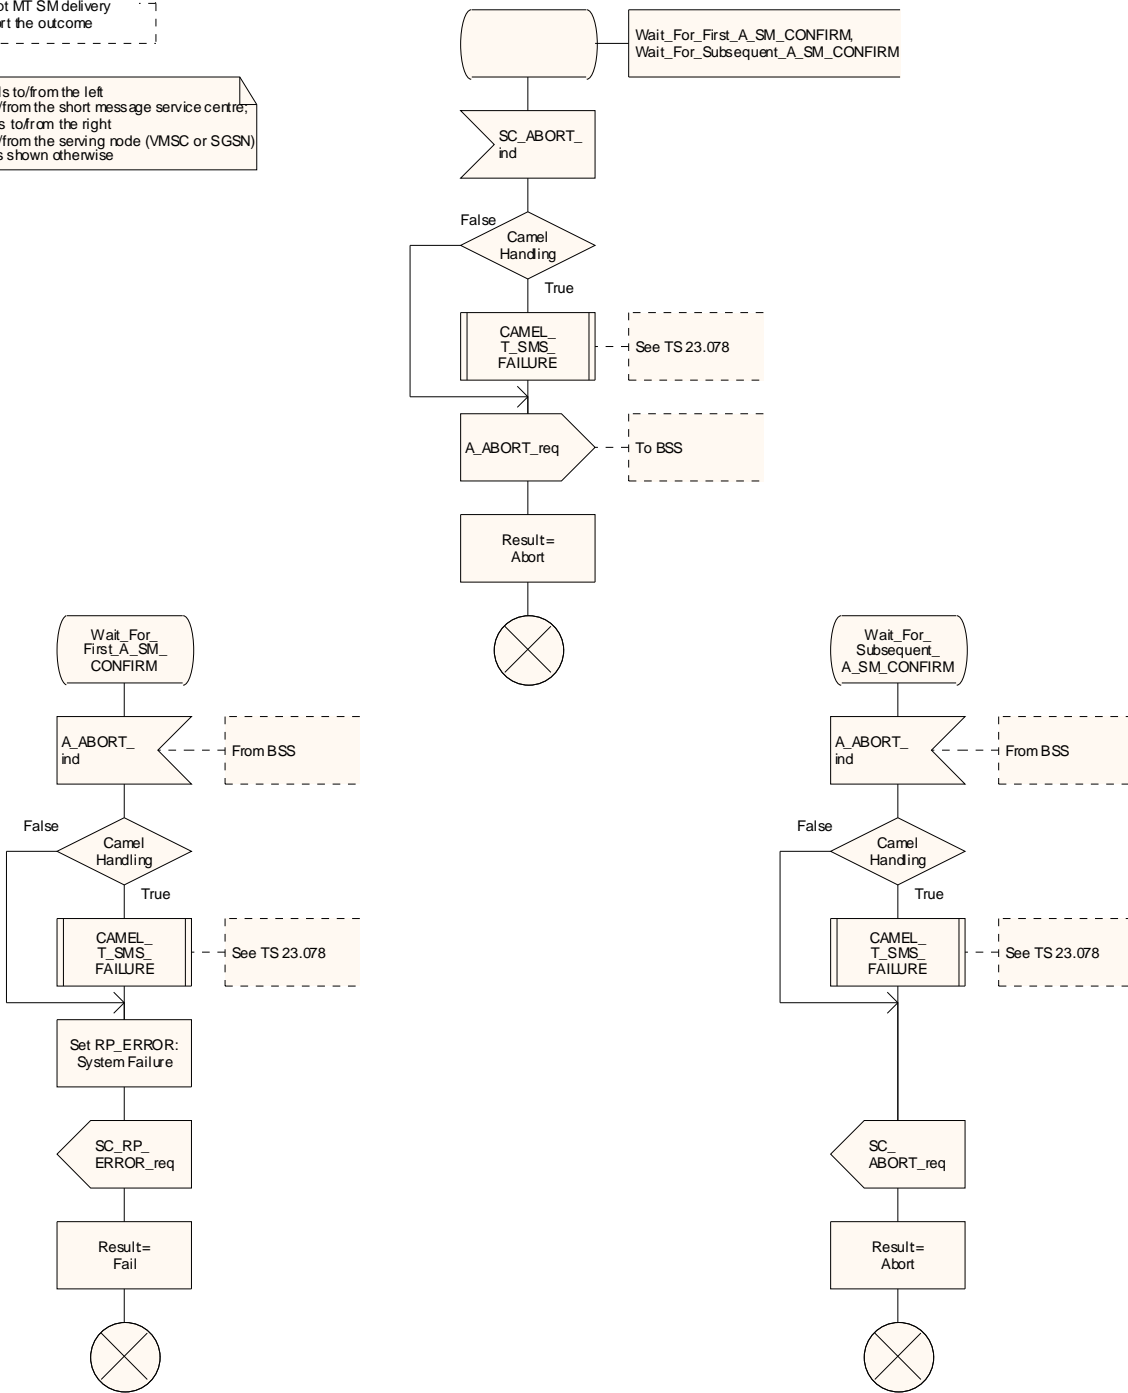 ot MT SM delivery
rt the outcome
ls to/from the left
/from the short message service centre;
s to/from the right
/from the serving node (VMSC or SGSN)
s shown otherwise
Wait_For_First_A_SM_CONFIRM,
Wait_For_Subsequent_A_SM_CONFIRM
SC_ABORT_
ind
False
Camel
Handling
True
CAMEL_
T_SMS_
FAILURE
See TS 23.078
A_ABORT_req
To BSS
Result=
Abort
Wait_For_
First_A_SM_
CONFIRM
A_ABORT_
ind
From BSS
False
Camel
Handling
True
CAMEL_
T_SMS_
FAILURE
See TS 23.078
Set RP_ERROR:
System Failure
SC_RP_
ERROR_req
Result=
Fail
Wait_For_
Subsequent_
A_SM_CONFIRM
A_ABORT_
ind
From BSS
False
Camel
Handling
True
CAMEL_
T_SMS_
FAILURE
See TS 23.078
SC_
ABORT_req
Result=
Abort